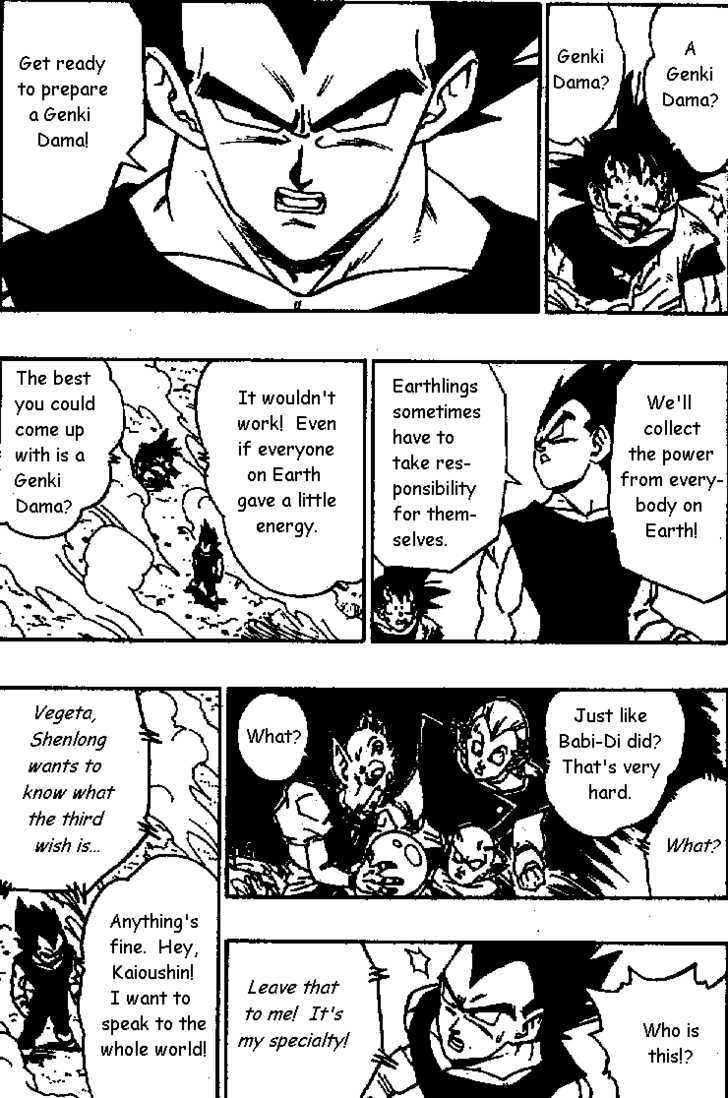 Get ready
to prepare
a Genki
Dama!
Genki
Dama?
A
Genki
Dama?
The best
you could
come up
with is a
Genki
Dama?
It wouldn't
work!  Even
if everyone
on Earth
gave a little
energy.
Earthlings
sometimes
have to
take res-
ponsibility
for them-
selves.
We'll
collect
the power
from every-
body on
Earth!
Vegeta,
Shenlong
wants to
know what
the third
wish is...
Anything's
fine.  Hey,
Kaioushin!
I want to
speak to the
whole world!
What?
Just like
Babi-Di did?
That's very
hard.
What?
Leave that
to me!  It's
my specialty!
Who is
this!?